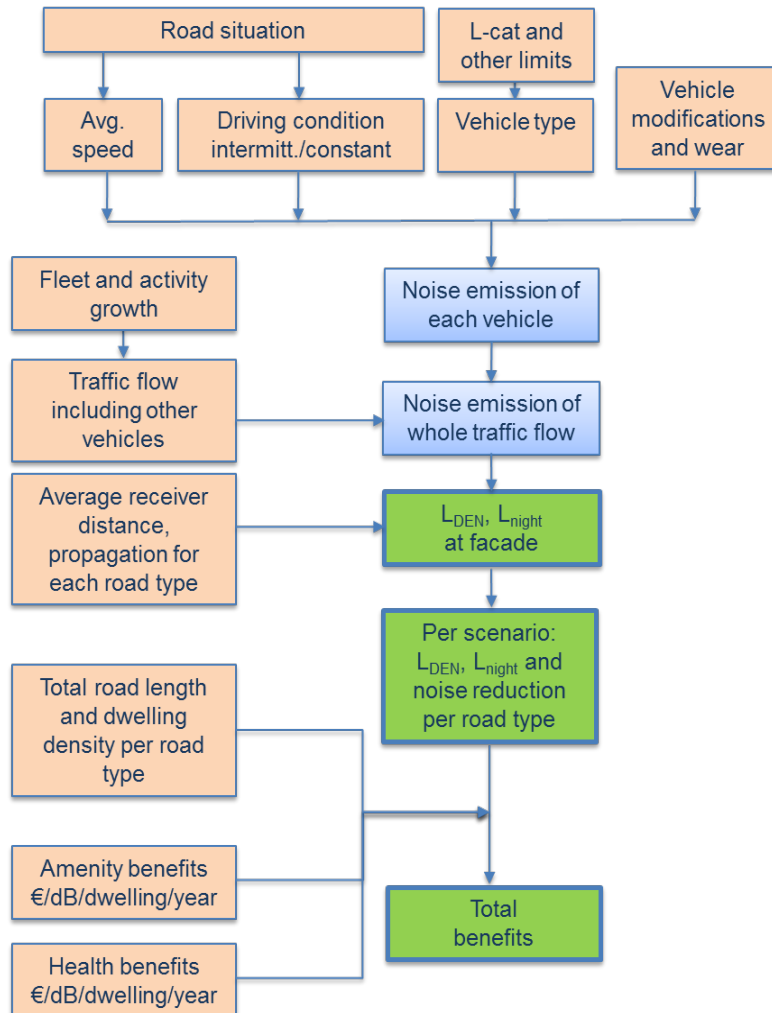 Road situation
L-cat and
other limits
Vehicle
modifications
and wear
Avg.
speed
Driving condition
intermitt./constant
Vehicle type
Fleet and activity
growth
Noise emission of
each vehicle
Traffic flow
including other
vehicles
Noise emission of
whole traffic flow
Average receiver
distance,
propagation for
each road type
LDEN, Lnight
at facade
Per scenario:
LDEN, Lnight and
noise reduction
per road type
Total road length
and dwelling
density per road
type
Amenity benefits
€/dB/dwelling/year
Total
benefits
Health benefits
€/dB/dwelling/year